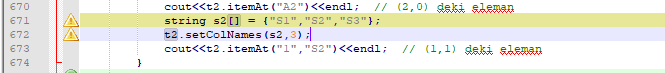 670 cout<<t2.itemAt("A2")<<endl; // (2,0) deki eleman
671 string s2[] = {"S1","S2","S3"};
672 t2.setColNames(s2,3);
673 cout<<t2.itemAt("1","S2")<<endl; // (1,1) deki eleman
674 }